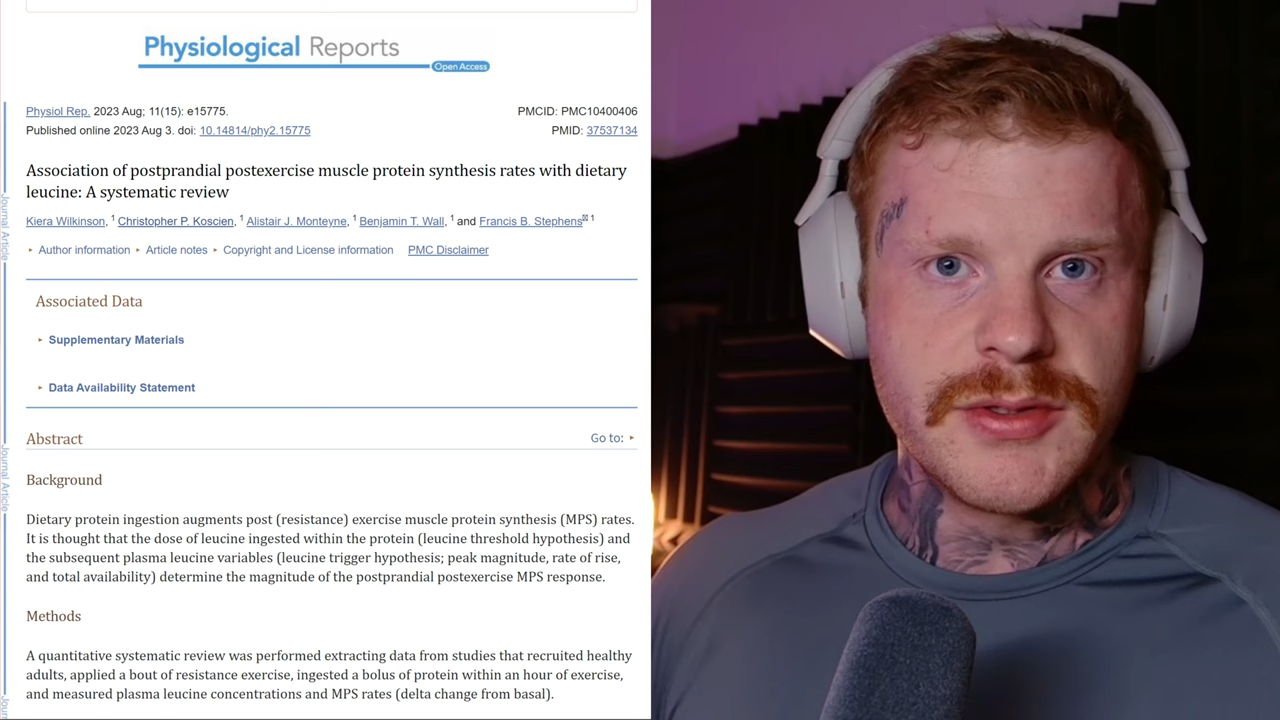 Physiological Reports
Open Access
Physiol Rep. 2023 Aug; 11(15): e15775.
PMCID: PMC10400406
Published online 2023 Aug 3. doi: 10.14814/phy2.15775
PMID: 37537134
Association of postprandial postexercise muscle protein synthesis rates with dietary
leucine: A systematic review
Kiera Wilkinson, 1 Christopher P. Koscien, 1 Alistair J. Monteyne, 1 Benjamin T. Wall, 1 and Francis B. Stephens✉ 1
▸ Author information ▸ Article notes ▸ Copyright and License information PMC Disclaimer
Associated Data
▸ Supplementary Materials
▸ Data Availability Statement
Abstract
Go to: ▸
Background
Dietary protein ingestion augments post (resistance) exercise muscle protein synthesis (MPS) rates.
It is thought that the dose of leucine ingested within the protein (leucine threshold hypothesis) and
the subsequent plasma leucine variables (leucine trigger hypothesis; peak magnitude, rate of rise,
and total availability) determine the magnitude of the postprandial postexercise MPS response.
Methods
A quantitative systematic review was performed extracting data from studies that recruited healthy
adults, applied a bout of resistance exercise, ingested a bolus of protein within an hour of exercise,
and measured plasma leucine concentrations and MPS rates (delta change from basal).
Journal Article
Journal Article